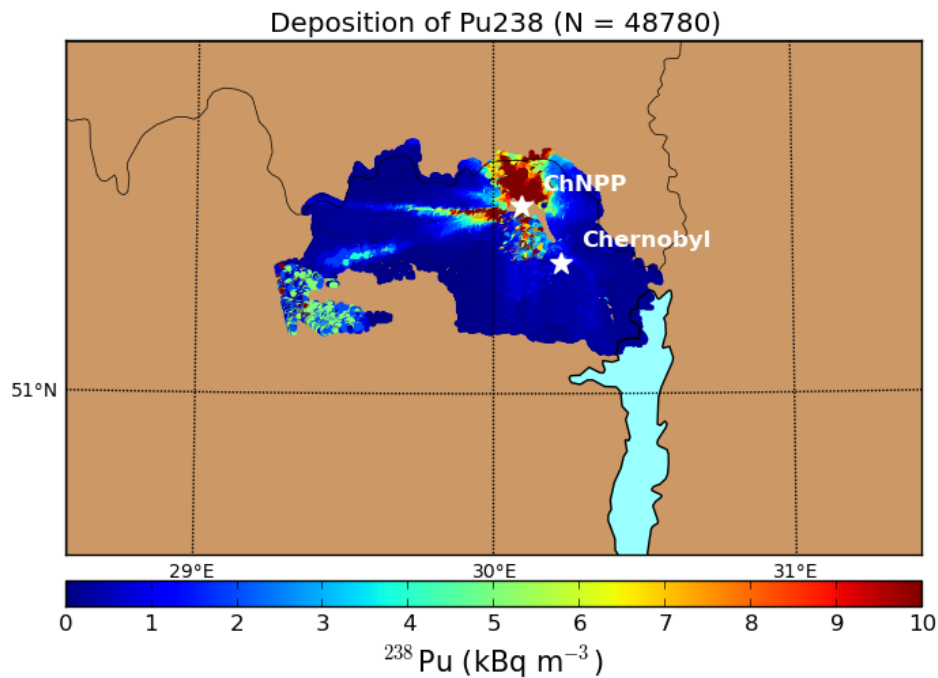 Deposition of Pu238 (N = 48780)
ChNPP
Chernobyl
51°N
29°E 30°E 31°E
0 1 2 3 4 5 6 7 8 9 10
²³⁸Pu (kBq m⁻³)